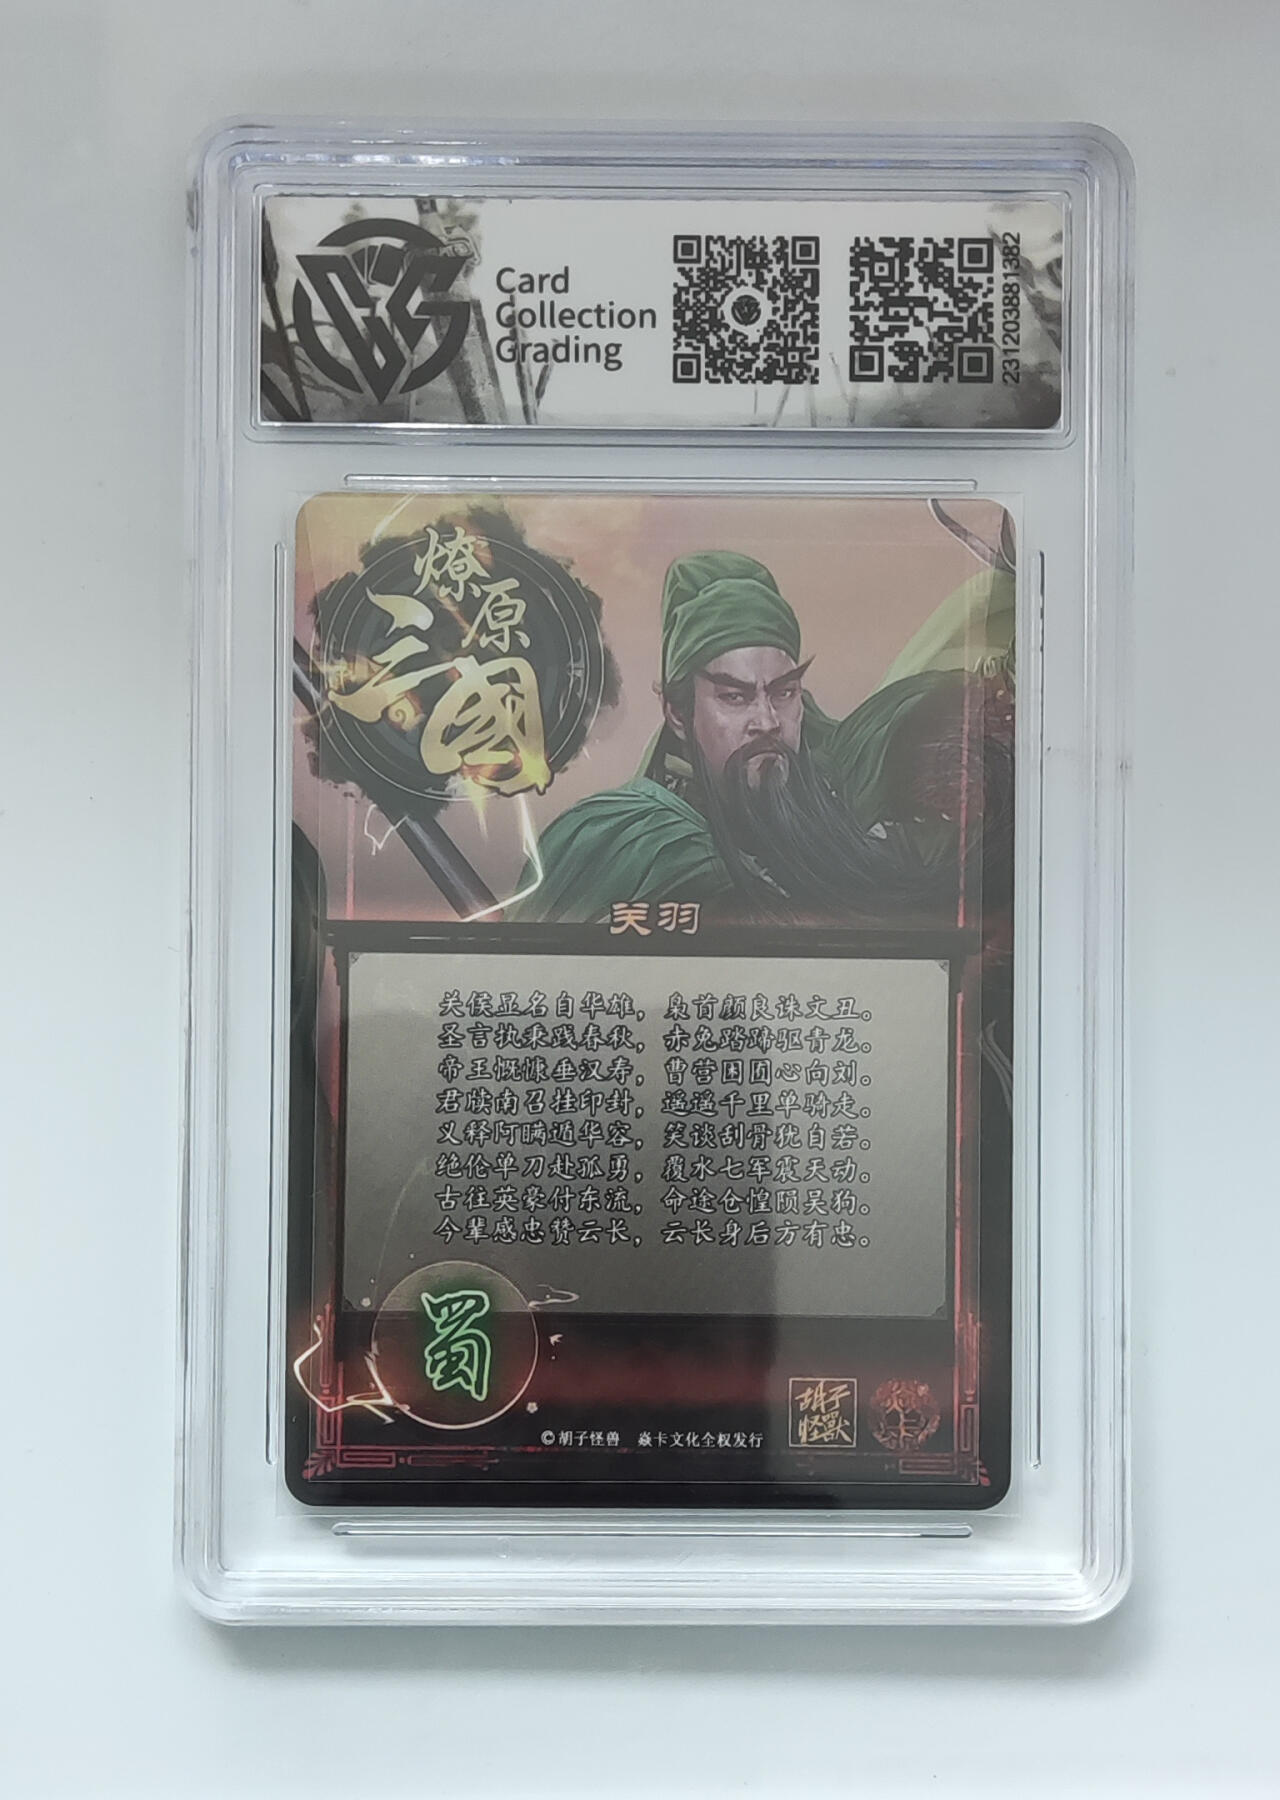 Card
Collection
Grading
231203881382
燎原
三国
关羽
关侯显名自华雄，枭首颜良诛文丑。
圣言执秉践春秋，赤兔踏蹄驱青龙。
帝王慨慷垂汉寿，曹营困囿心向刘。
君牍南召挂印封，遥遥千里单骑走。
义释阿瞒遁华容，笑谈刮骨犹自若。
绝伦单刀赴孤勇，覆水七军震天动。
古往英豪付东流，命途仓惶陨吴狗。
今辈感忠赞云长，云长身后方有忠。
蜀
胡子
怪獸
©胡子怪兽 焱卡文化全权发行